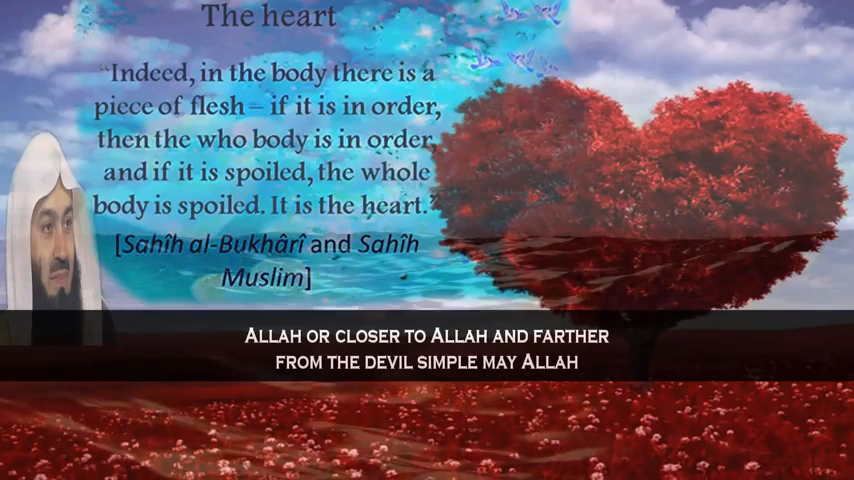 The heart
"Indeed, in the body there is a
piece of flesh – if it is in order,
then the who body is in order,
and if it is spoiled, the whole
body is spoiled. It is the heart."
[Sahîh al-Bukhârî and Sahîh
Muslim]
ALLAH OR CLOSER TO ALLAH AND FARTHER
FROM THE DEVIL SIMPLE MAY ALLAH